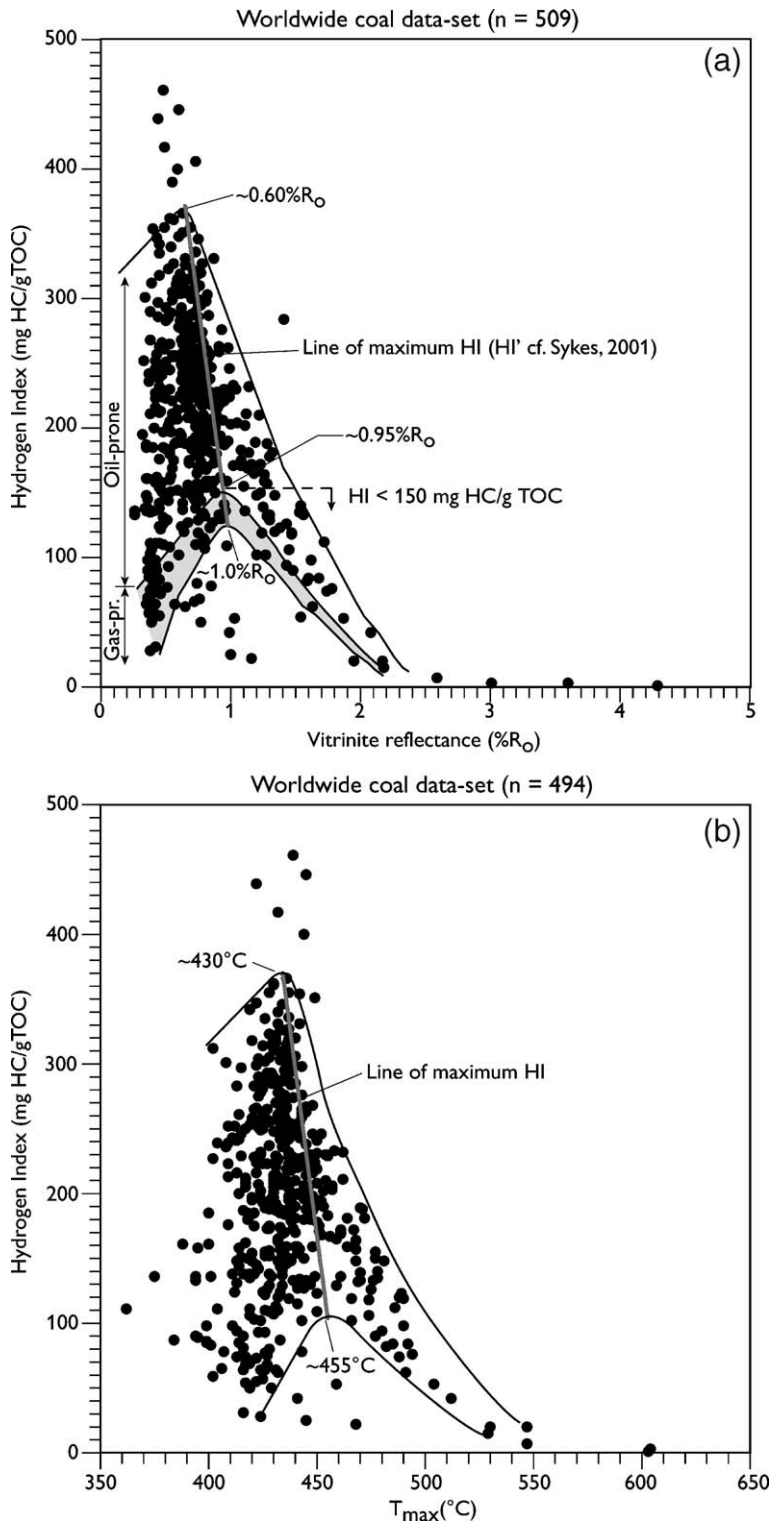 Worldwide coal data-set (n = 509)
(a)
500
400
300
200
100
0
Hydrogen Index (mg HC/gTOC)
~0.60%RO
Line of maximum HI (HI' cf. Sykes, 2001)
~0.95%RO
HI < 150 mg HC/g TOC
~1.0%RO
Oil-prone
Gas-pr.
0 1 2 3 4 5
Vitrinite reflectance (%RO)
Worldwide coal data-set (n = 494)
(b)
500
400
300
200
100
0
Hydrogen Index (mg HC/gTOC)
~430°C
Line of maximum HI
~455°C
350 400 450 500 550 600 650
Tmax(°C)